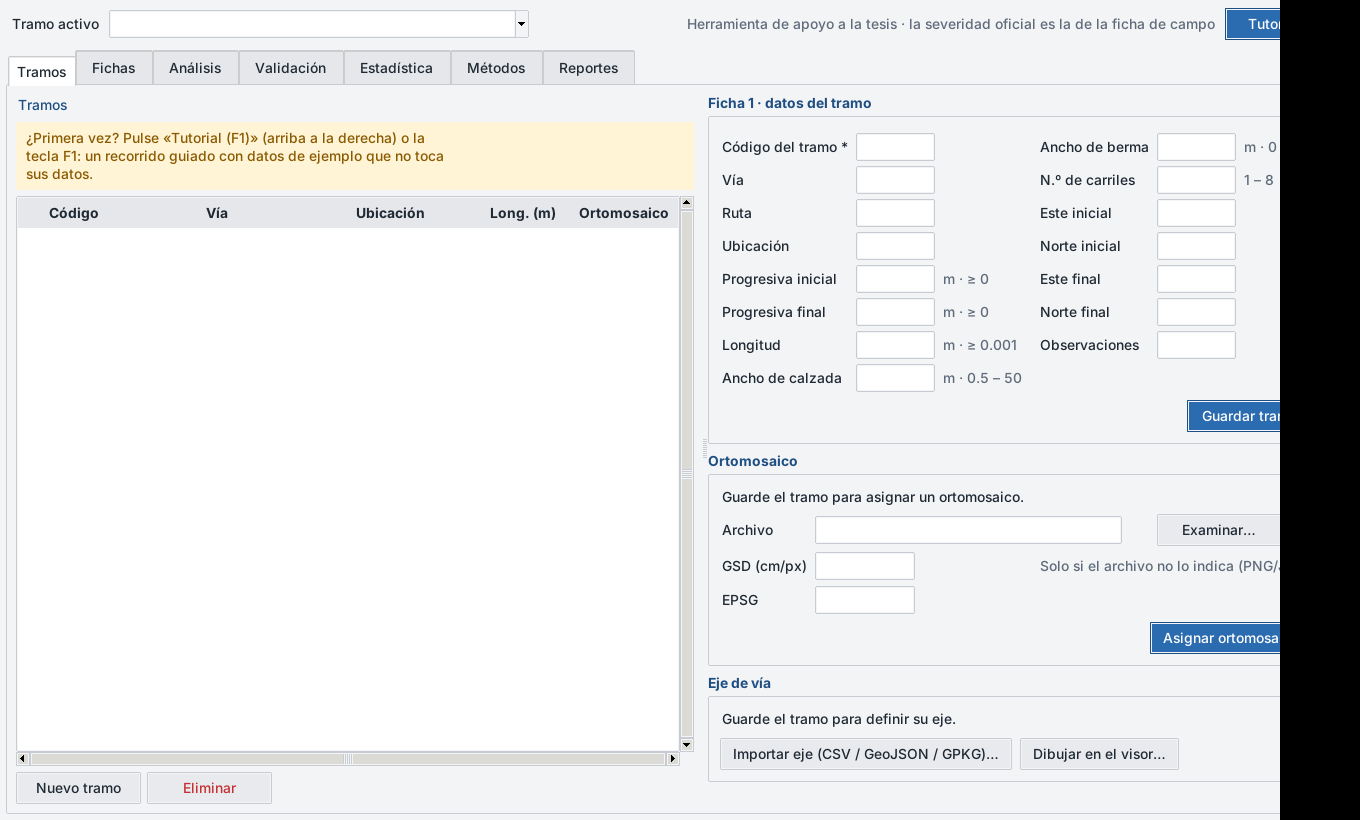 Tramo activo
Herramienta de apoyo a la tesis · la severidad oficial es la de la ficha de campo
Tramos
Fichas
Análisis
Validación
Estadística
Métodos
Reportes
Tramos
¿Primera vez? Pulse «Tutorial (F1)» (arriba a la derecha) o la
tecla F1: un recorrido guiado con datos de ejemplo que no toca
sus datos.
Código
Vía
Ubicación
Long. (m)
Ortomosaico
Nuevo tramo
Eliminar
Ficha 1 · datos del tramo
Código del tramo *
Vía
Ruta
Ubicación
Progresiva inicial
m · ≥ 0
Progresiva final
m · ≥ 0
Longitud
m · ≥ 0.001
Ancho de calzada
m · 0.5 – 50
Ancho de berma
m · 0
N.º de carriles
1 – 8
Este inicial
Norte inicial
Este final
Norte final
Observaciones
Guardar
Ortomosaico
Guarde el tramo para asignar un ortomosaico.
Archivo
Examinar...
GSD (cm/px)
Solo si el archivo no lo indica (PNG/
EPSG
Asignar
Eje de vía
Guarde el tramo para definir su eje.
Importar eje (CSV / GeoJSON / GPKG)...
Dibujar en el visor...